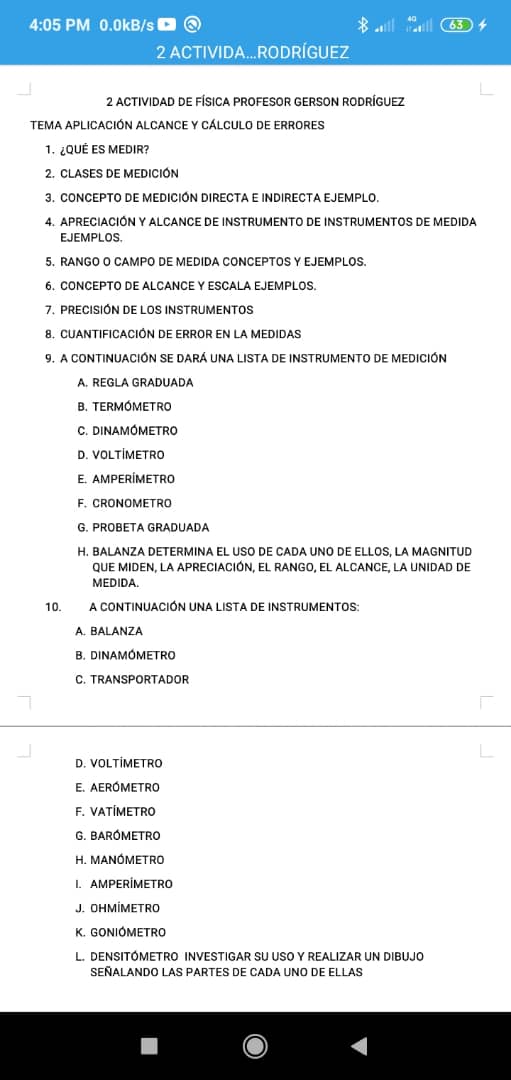 4:05 PM 0.0kB/s 4G 63
2 ACTIVIDA...RODRÍGUEZ
2 ACTIVIDAD DE FÍSICA PROFESOR GERSON RODRÍGUEZ
TEMA APLICACIÓN ALCANCE Y CÁLCULO DE ERRORES
1. ¿QUÉ ES MEDIR?
2. CLASES DE MEDICIÓN
3. CONCEPTO DE MEDICIÓN DIRECTA E INDIRECTA EJEMPLO.
4. APRECIACIÓN Y ALCANCE DE INSTRUMENTO DE INSTRUMENTOS DE MEDIDA
EJEMPLOS.
5. RANGO O CAMPO DE MEDIDA CONCEPTOS Y EJEMPLOS.
6. CONCEPTO DE ALCANCE Y ESCALA EJEMPLOS.
7. PRECISIÓN DE LOS INSTRUMENTOS
8. CUANTIFICACIÓN DE ERROR EN LA MEDIDAS
9. A CONTINUACIÓN SE DARÁ UNA LISTA DE INSTRUMENTO DE MEDICIÓN
A. REGLA GRADUADA
B. TERMÓMETRO
C. DINAMÓMETRO
D. VOLTÍMETRO
E. AMPERÍMETRO
F. CRONOMETRO
G. PROBETA GRADUADA
H. BALANZA DETERMINA EL USO DE CADA UNO DE ELLOS, LA MAGNITUD
QUE MIDEN, LA APRECIACIÓN, EL RANGO, EL ALCANCE, LA UNIDAD DE
MEDIDA.
10. A CONTINUACIÓN UNA LISTA DE INSTRUMENTOS:
A. BALANZA
B. DINAMÓMETRO
C. TRANSPORTADOR
D. VOLTÍMETRO
E. AERÓMETRO
F. VATÍMETRO
G. BARÓMETRO
H. MANÓMETRO
I. AMPERÍMETRO
J. OHMÍMETRO
K. GONIÓMETRO
L. DENSITÓMETRO INVESTIGAR SU USO Y REALIZAR UN DIBUJO
SEÑALANDO LAS PARTES DE CADA UNO DE ELLAS